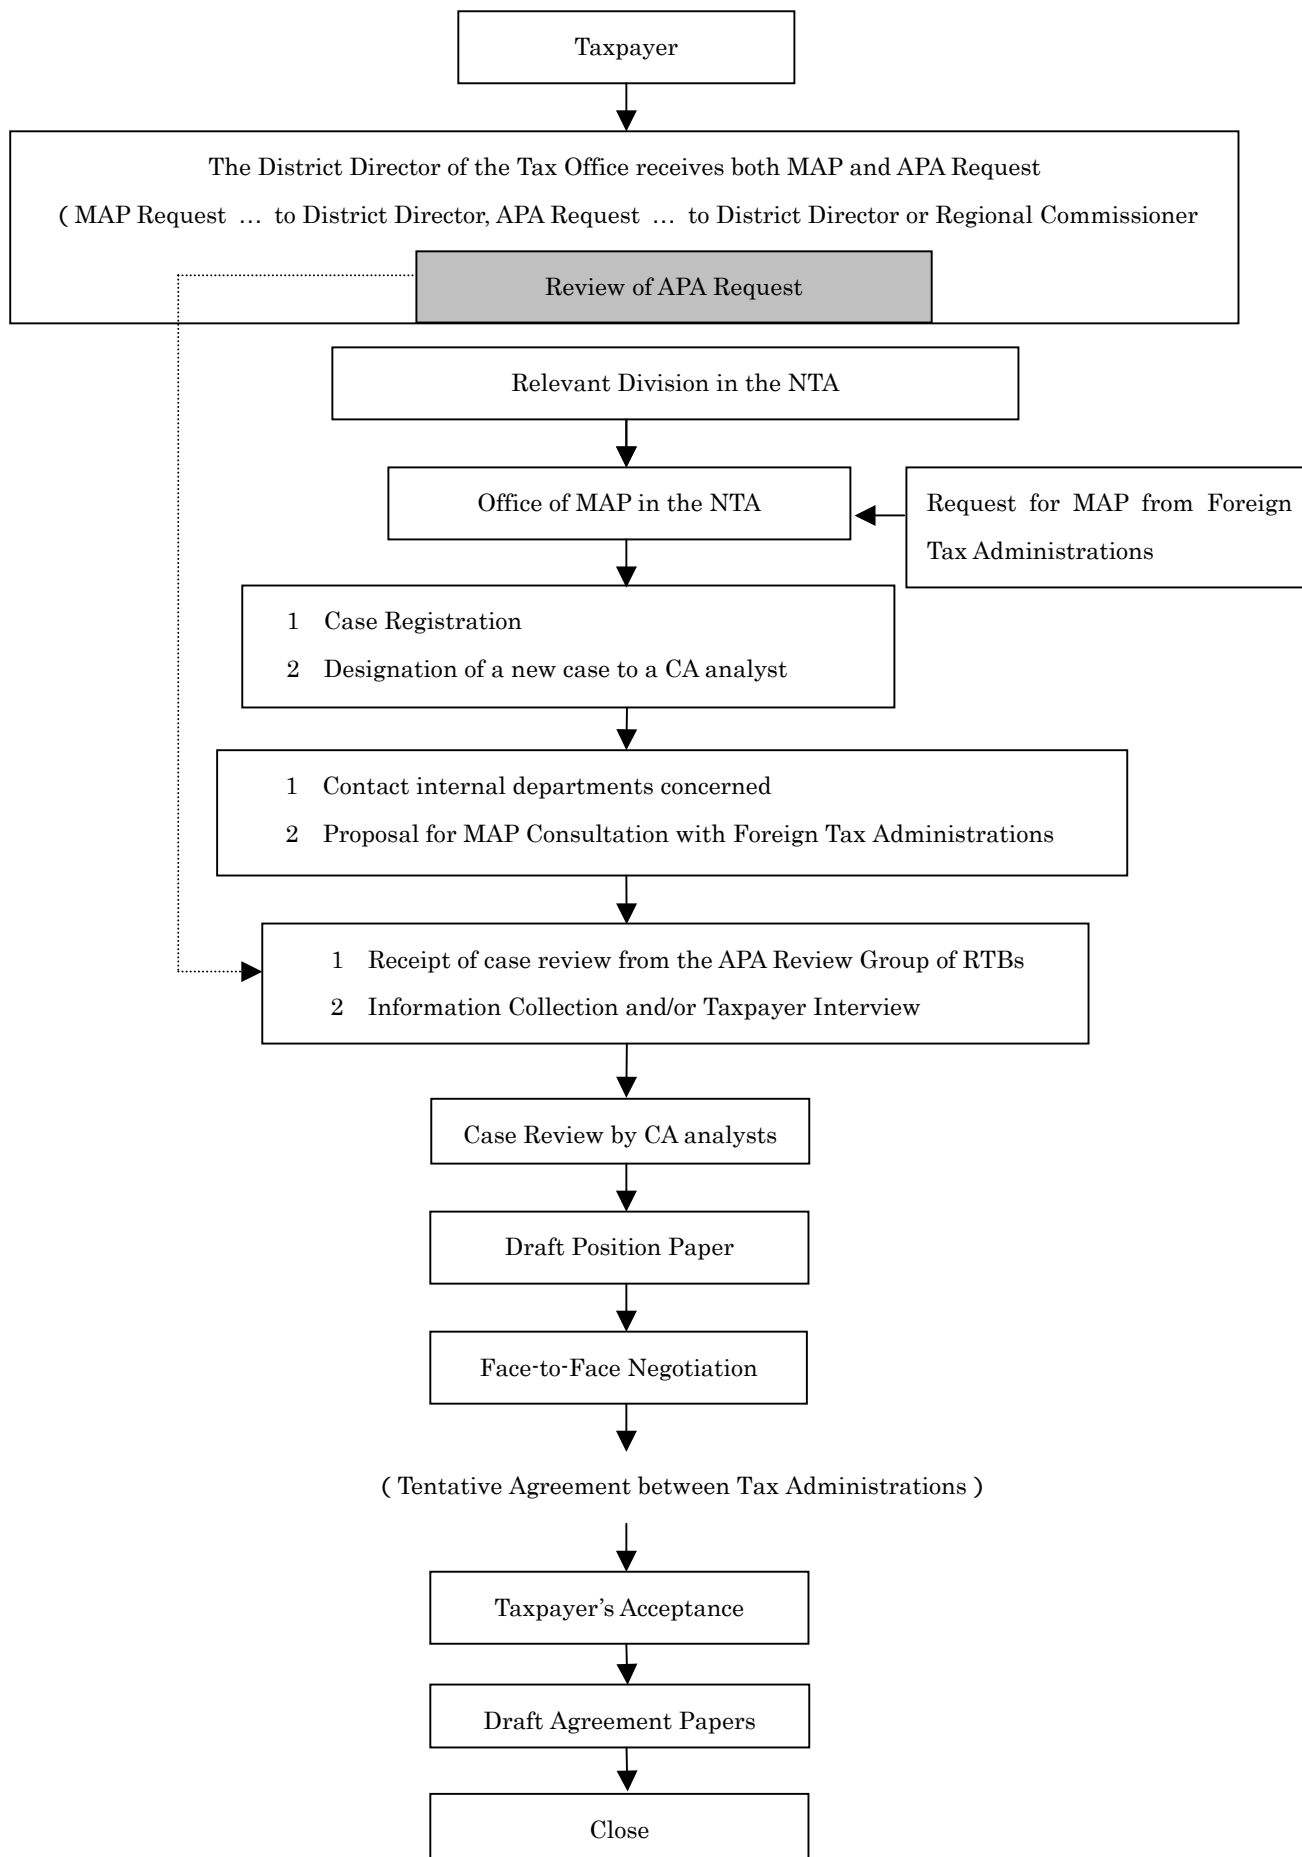 Taxpayer
The District Director of the Tax Office receives both MAP and APA Request
( MAP Request … to District Director, APA Request … to District Director or Regional Commissioner
Review of APA Request
Relevant Division in the NTA
Office of MAP in the NTA
Request for MAP from Foreign
Tax Administrations
1 Case Registration
2 Designation of a new case to a CA analyst
1 Contact internal departments concerned
2 Proposal for MAP Consultation with Foreign Tax Administrations
1 Receipt of case review from the APA Review Group of RTBs
2 Information Collection and/or Taxpayer Interview
Case Review by CA analysts
Draft Position Paper
Face-to-Face Negotiation
( Tentative Agreement between Tax Administrations )
Taxpayer's Acceptance
Draft Agreement Papers
Close